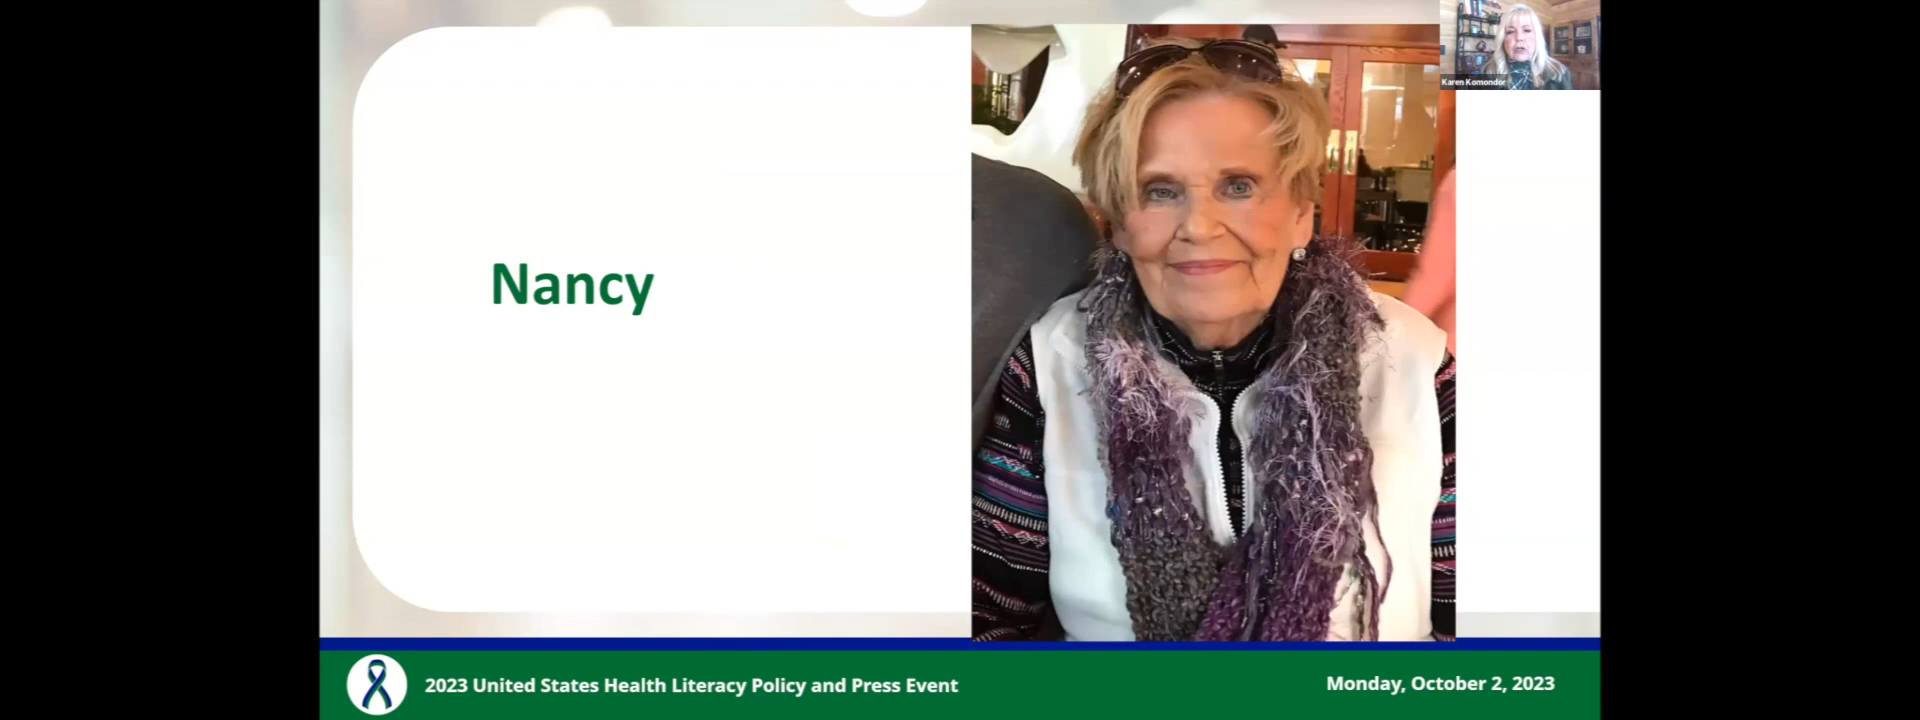 Karen Komondor
Nancy
2023 United States Health Literacy Policy and Press Event
Monday, October 2, 2023